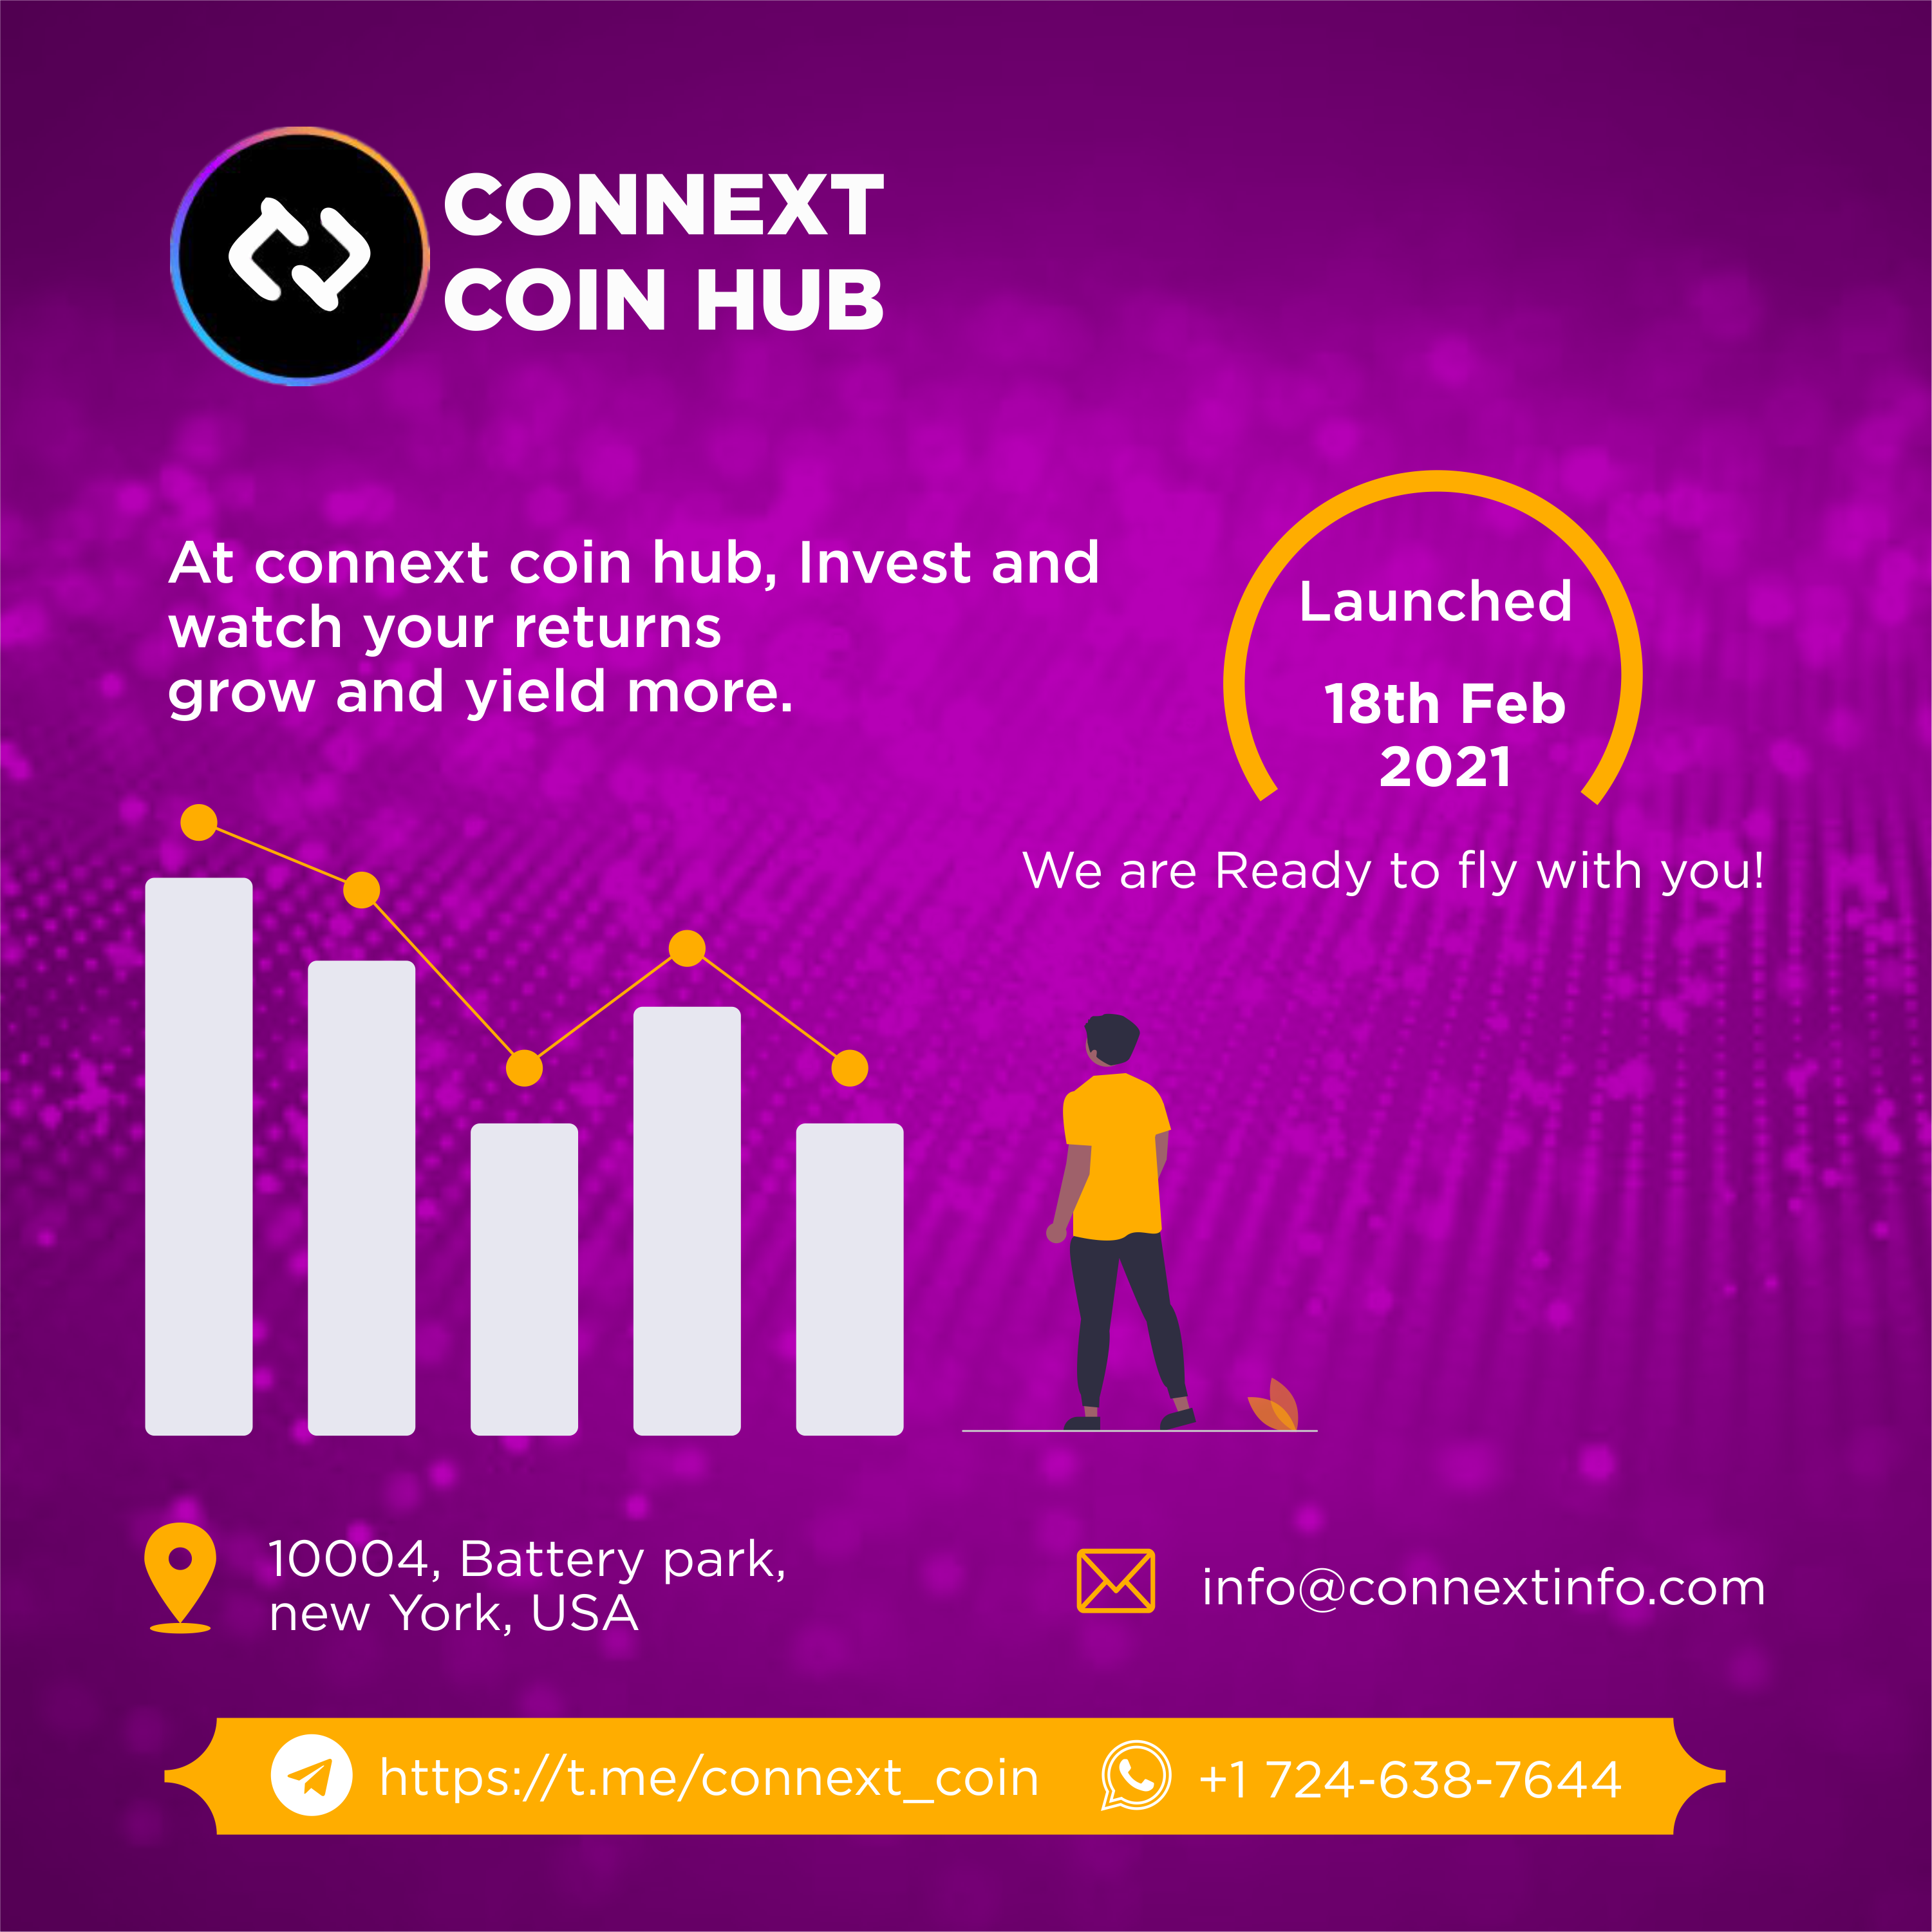 CONNEXT
COIN HUB
At connext coin hub, Invest and
watch your returns
grow and yield more.
Launched
18th Feb
2021
We are Ready to fly with you!
10004, Battery park,
new York, USA
info@connextinfo.com
https://t.me/connext_coin
+1 724-638-7644